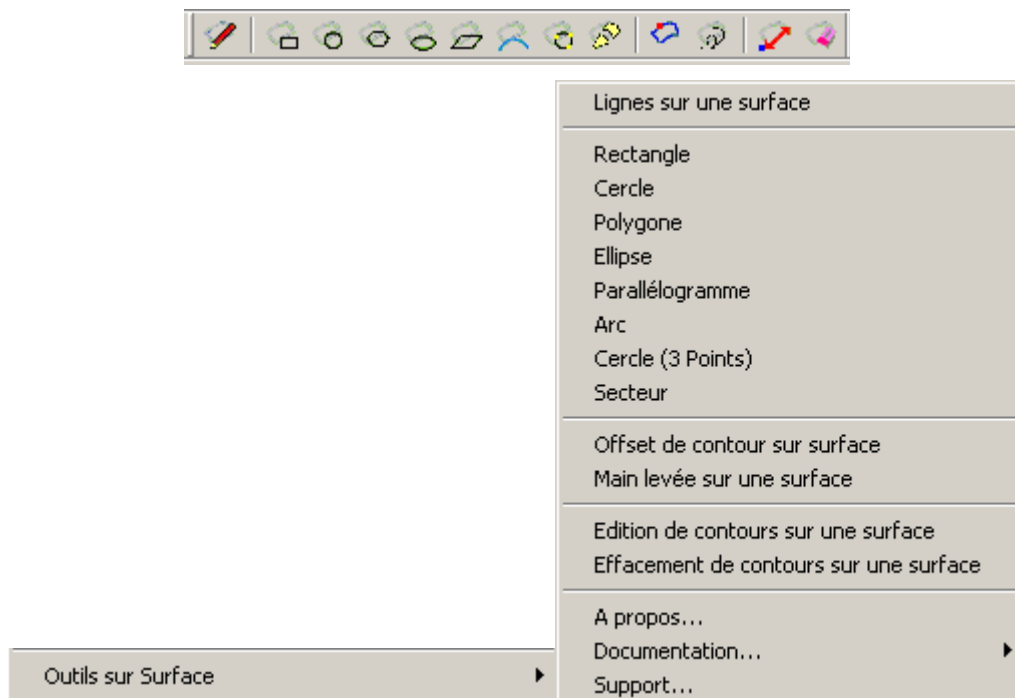 Lignes sur une surface
Rectangle
Cercle
Polygone
Ellipse
Parallélogramme
Arc
Cercle (3 Points)
Secteur
Offset de contour sur surface
Main levée sur une surface
Edition de contours sur une surface
Effacement de contours sur une surface
A propos...
Documentation...
Support...
Outils sur Surface